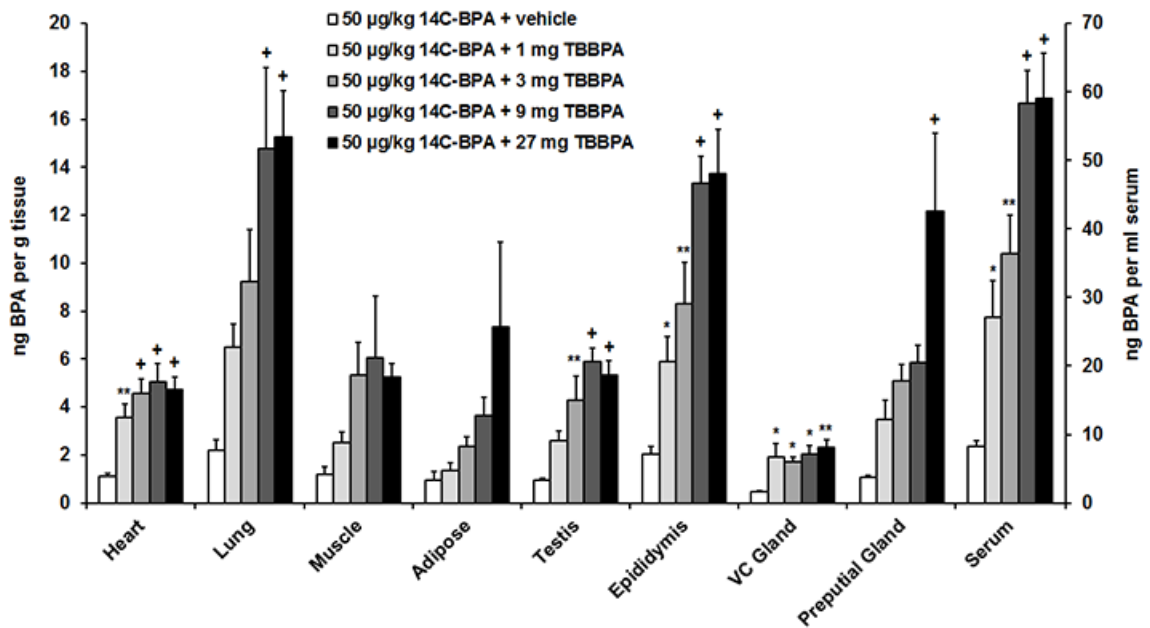 50 µg/kg 14C-BPA + vehicle
50 µg/kg 14C-BPA + 1 mg TBBPA
50 µg/kg 14C-BPA + 3 mg TBBPA
50 µg/kg 14C-BPA + 9 mg TBBPA
50 µg/kg 14C-BPA + 27 mg TBBPA
ng BPA per g tissue
20
18
16
14
12
10
8
6
4
2
0
** + + +
+ +
** + +
* ** + +
* * * **
+
* ** + +
70
60
50
40
30
20
10
0
ng BPA per ml serum
Heart
Lung
Muscle
Adipose
Testis
Epididymis
VC Gland
Preputial Gland
Serum